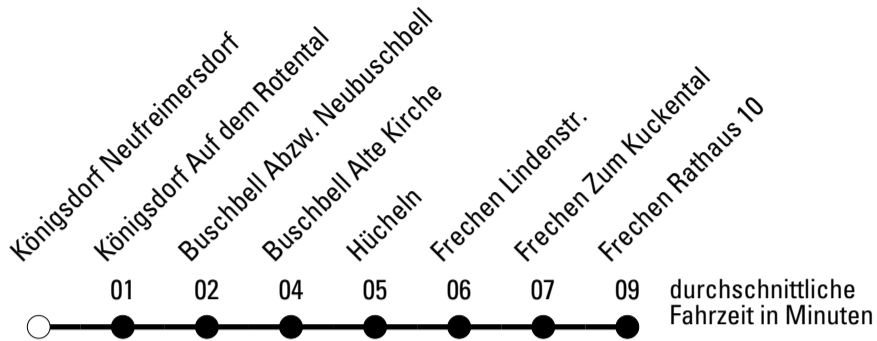 Königsdorf Neufreimersdorf
Königsdorf Auf dem Rotental
Buschbell Abzw. Neubuschbell
Buschbell Alte Kirche
Hücheln
Frechen Lindenstr.
Frechen Zum Kuckental
Frechen Rathaus 10
01 02 04 05 06 07 09
durchschnittliche
Fahrzeit in Minuten